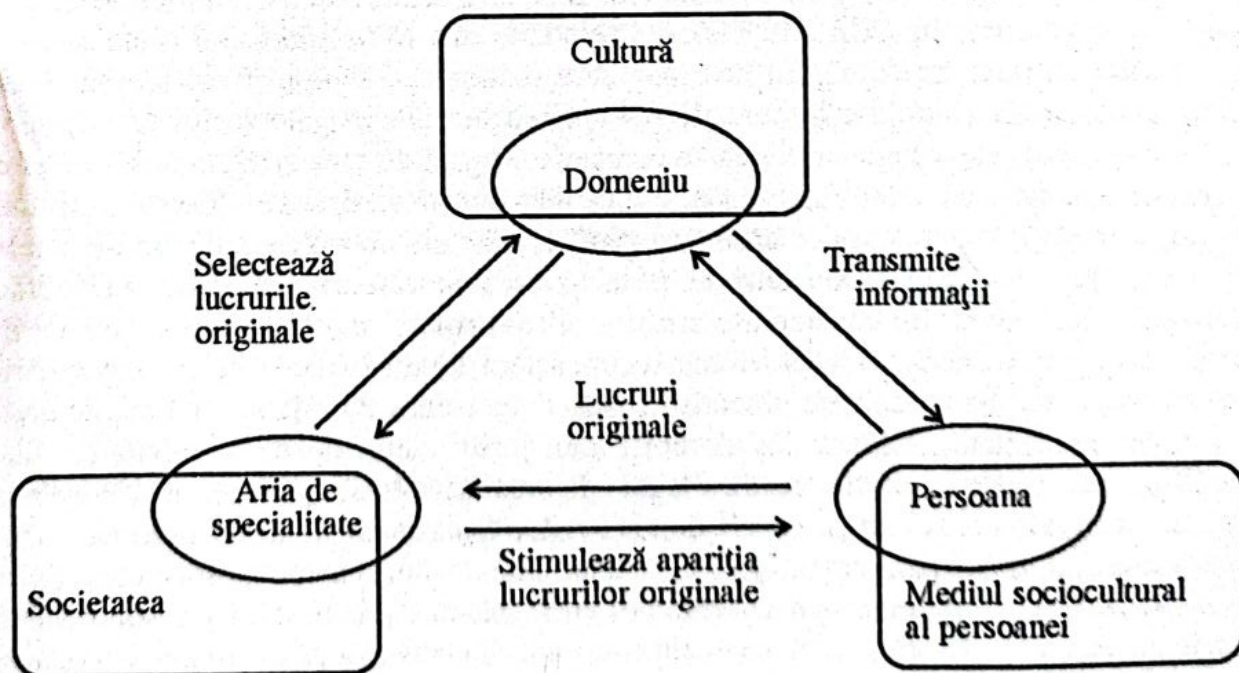 Cultură
Domeniu
Selectează
lucrurile.
originale
Transmite
informaţii
Lucruri
originale
Aria de
specialitate
Persoana
Stimulează apariţia
lucrurilor originale
Societatea
Mediul sociocultural
al persoanei